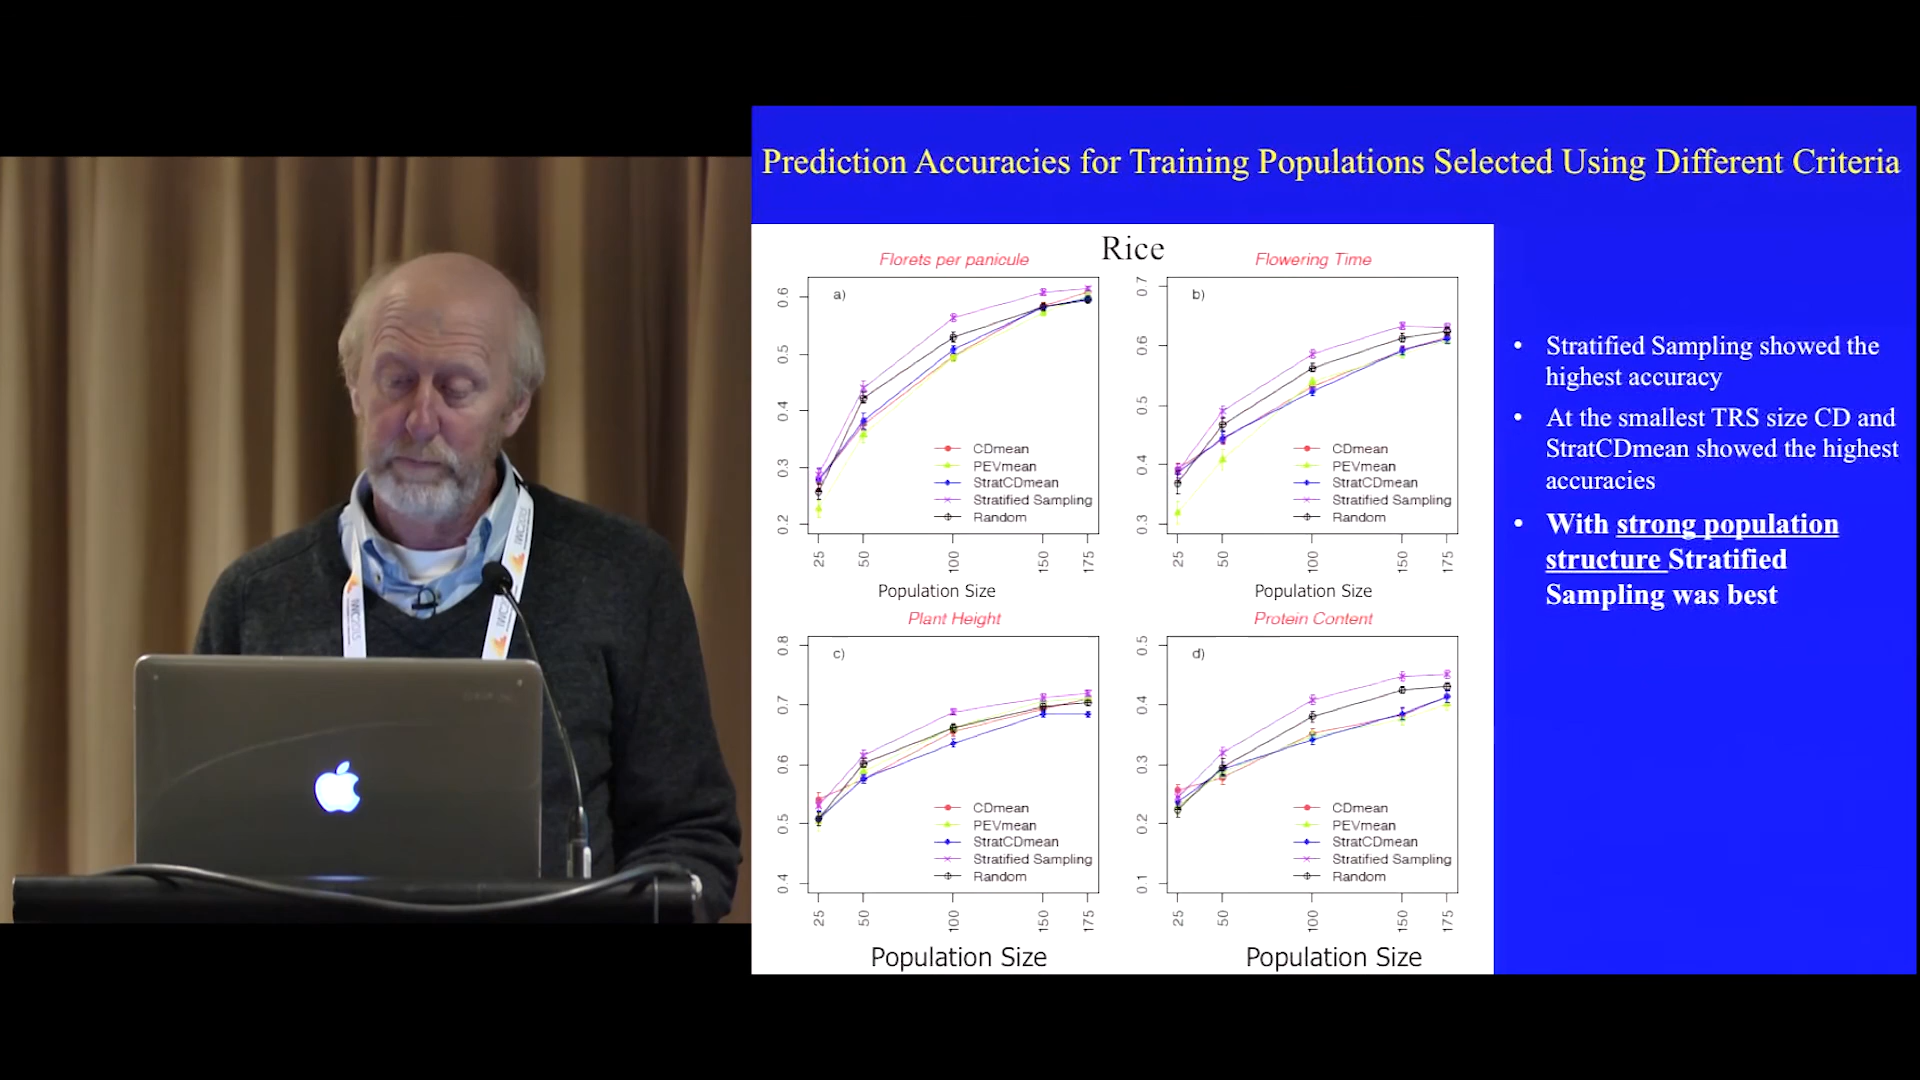 Prediction Accuracies for Training Populations Selected Using Different Criteria
Rice
Florets per panicule
a)
0.6
0.5
0.4
0.3
0.2
CDmean
PEVmean
StratCDmean
Stratified Sampling
Random
25
50
100
150
175
Population Size
Flowering Time
b)
0.7
0.6
0.5
0.4
0.3
CDmean
PEVmean
StratCDmean
Stratified Sampling
Random
25
50
100
150
175
Population Size
Plant Height
c)
0.8
0.7
0.6
0.5
0.4
CDmean
PEVmean
StratCDmean
Stratified Sampling
Random
25
50
100
150
175
Population Size
Protein Content
d)
0.5
0.4
0.3
0.2
0.1
CDmean
PEVmean
StratCDmean
Stratified Sampling
Random
25
50
100
150
175
Population Size
• Stratified Sampling showed the
highest accuracy
• At the smallest TRS size CD and
StratCDmean showed the highest
accuracies
• With strong population
structure Stratified
Sampling was best